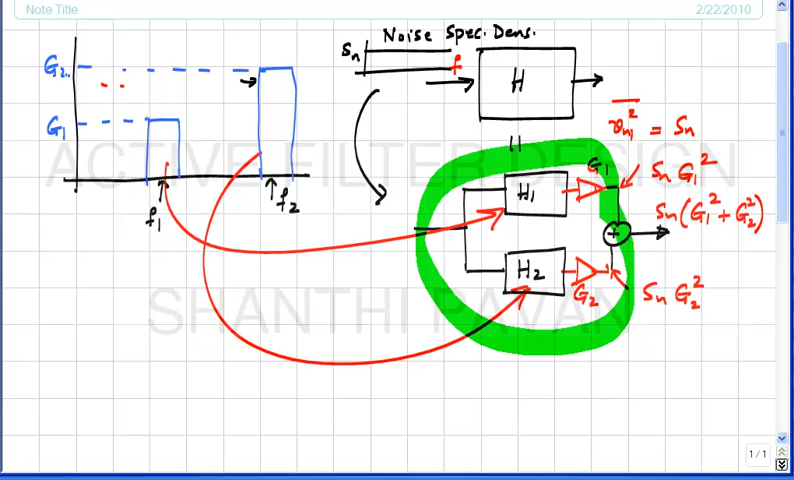 Note Title
2/22/2010
Noise Spec. Dens.
Sn
f
H
G2
G1
f1
f2
=
v²n1 = Sn
G1
Sn G1²
H1
Sn(G1² + G2²)
+
H2
G2
Sn G2²
ACTIVE FILTER DESIGN
SHANTHI PAVAN
1 / 1